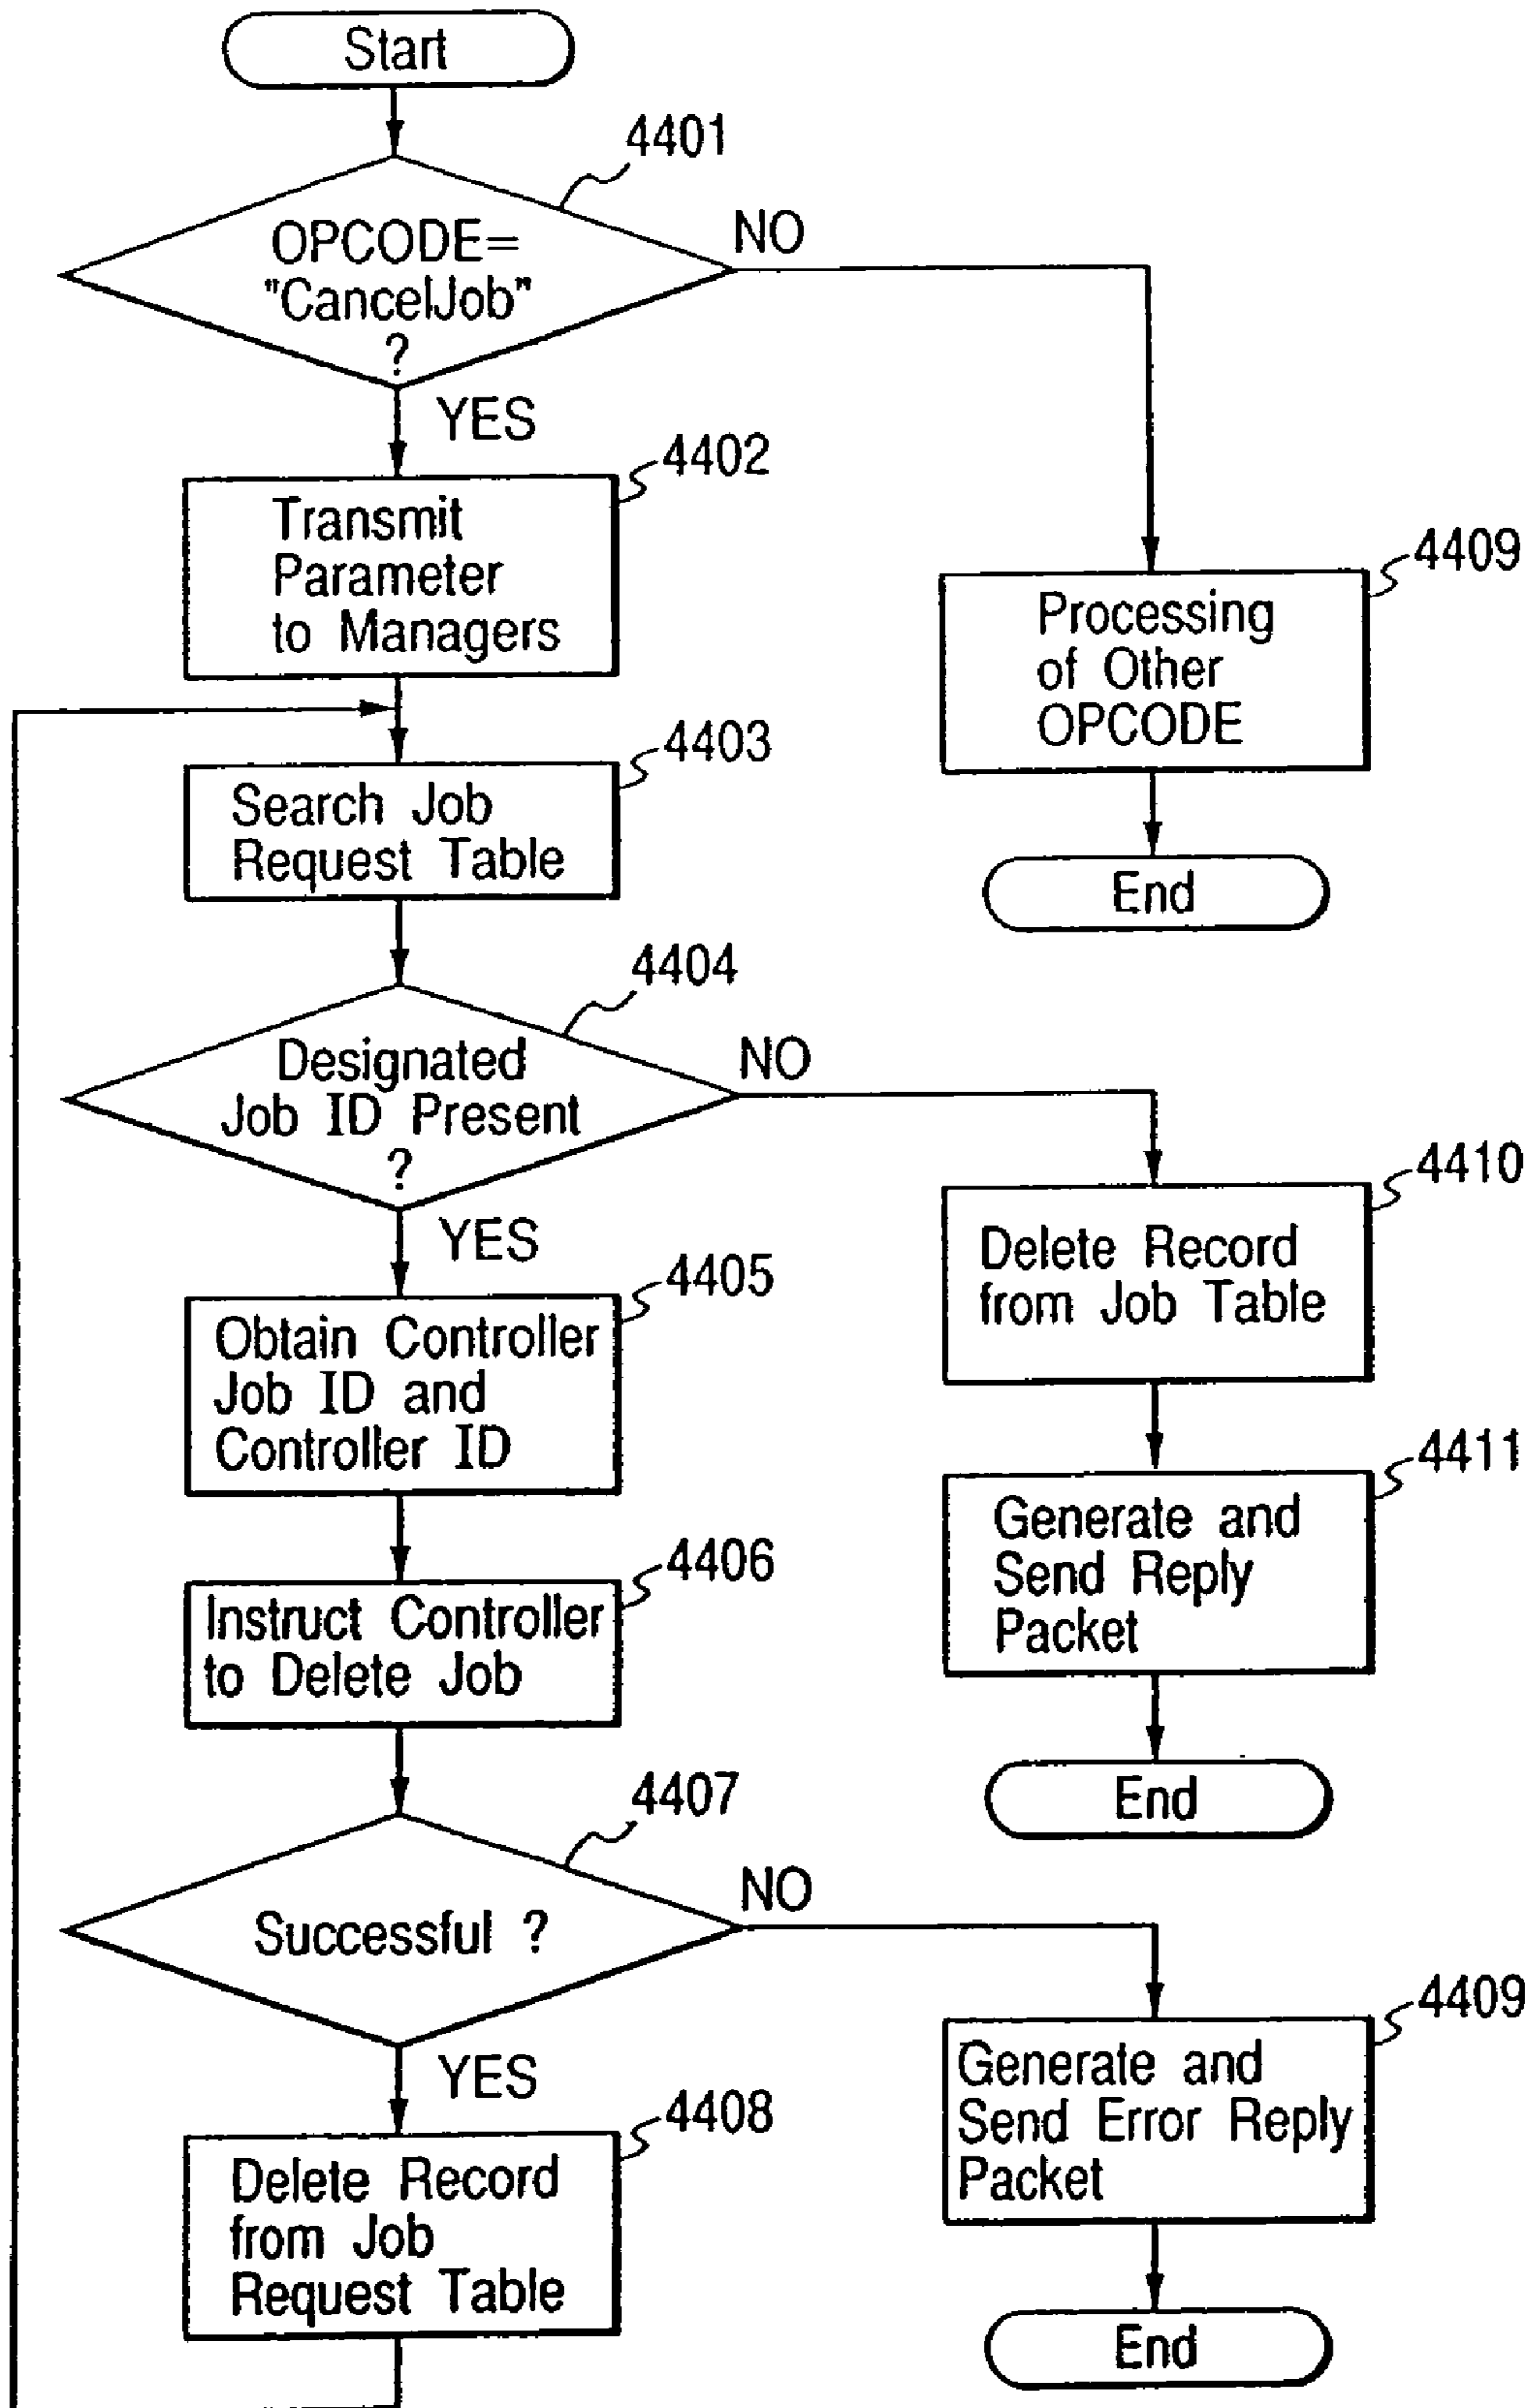 Start
4401
OPCODE=
"CancelJob"
?
NO
YES
4402
Transmit
Parameter
to Managers
4409
Processing
of Other
OPCODE
End
4403
Search Job
Request Table
4404
Designated
Job ID Present
?
NO
YES
4410
Delete Record
from Job Table
4405
Obtain Controller
Job ID and
Controller ID
4411
Generate and
Send Reply
Packet
End
4406
Instruct Controller
to Delete Job
4407
Successful ?
NO
YES
4409
Generate and
Send Error Reply
Packet
End
4408
Delete Record
from Job
Request Table